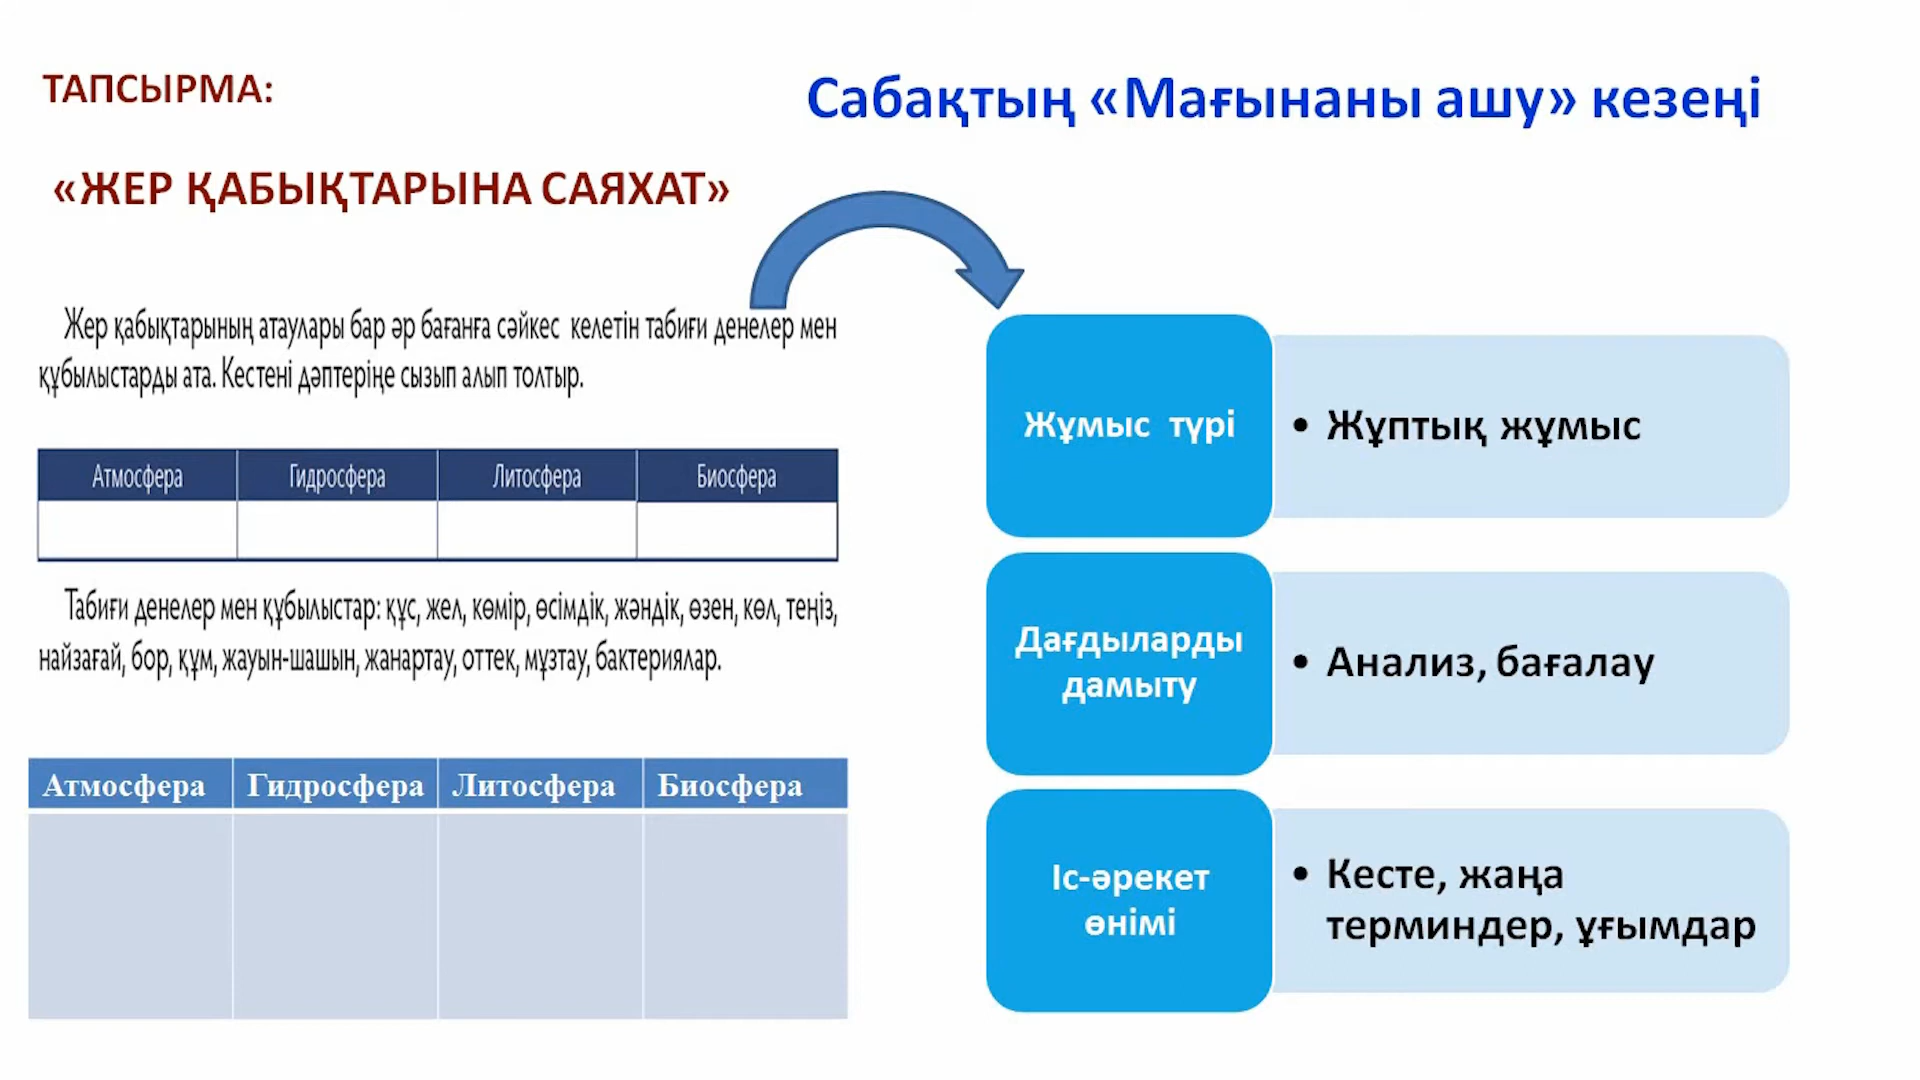 ТАПСЫРМА:
Сабақтың «Мағынаны ашу» кезеңі
«ЖЕР ҚАБЫҚТАРЫНА САЯХАТ»
Жер қабықтарының атаулары бар әр бағанға сәйкес келетін табиғи денелер мен
құбылыстарды ата. Кестені дәптеріңе сызып алып толтыр.
Атмосфера Гидросфера Литосфера Биосфера
Табиғи денелер мен құбылыстар: құс, жел, көмір, өсімдік, жәндік, өзен, көл, теңіз,
найзағай, бор, құм, жауын-шашын, жанартау, оттек, мұзтау, бактериялар.
Атмосфера Гидросфера Литосфера Биосфера
Жұмыс түрі
• Жұптық жұмыс
Дағдыларды
дамыту
• Анализ, бағалау
Іс-әрекет
өнімі
• Кесте, жаңа
терминдер, ұғымдар